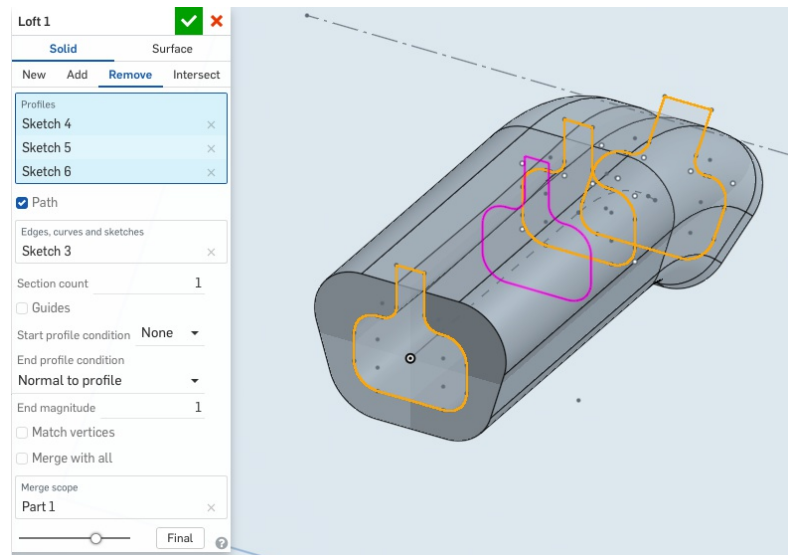 Loft 1
Solid Surface
New Add Remove Intersect
Profiles
Sketch 4
Sketch 5
Sketch 6
Path
Edges, curves and sketches
Sketch 3
Section count 1
Guides
Start profile condition None
End profile condition
Normal to profile
End magnitude 1
Match vertices
Merge with all
Merge scope
Part 1
Final